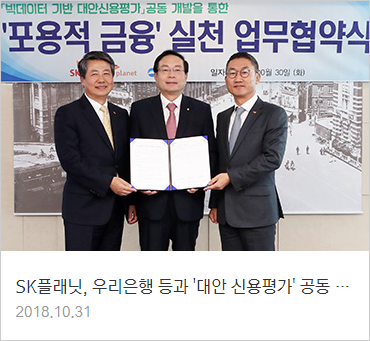 「빅데이터 기반 대안신용평가」 공동 개발을 통한
'포용적 금융' 실천 업무협약식
SK planet
일지 0월 30일 (화)
SK플래닛, 우리은행 등과 '대안 신용평가' 공동 …
2018.10.31